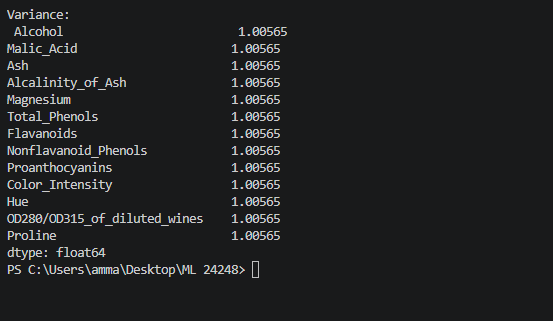 Variance:
 Alcohol                         1.00565
Malic_Acid                      1.00565
Ash                             1.00565
Alcalinity_of_Ash               1.00565
Magnesium                       1.00565
Total_Phenols                   1.00565
Flavanoids                      1.00565
Nonflavanoid_Phenols            1.00565
Proanthocyanins                 1.00565
Color_Intensity                 1.00565
Hue                             1.00565
OD280/OD315_of_diluted_wines    1.00565
Proline                         1.00565
dtype: float64
PS C:\Users\amma\Desktop\ML 24248>